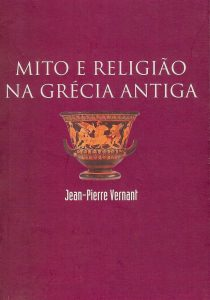 MITO E RELIGIÃO
NA GRÉCIA ANTIGA
Jean-Pierre Vernant